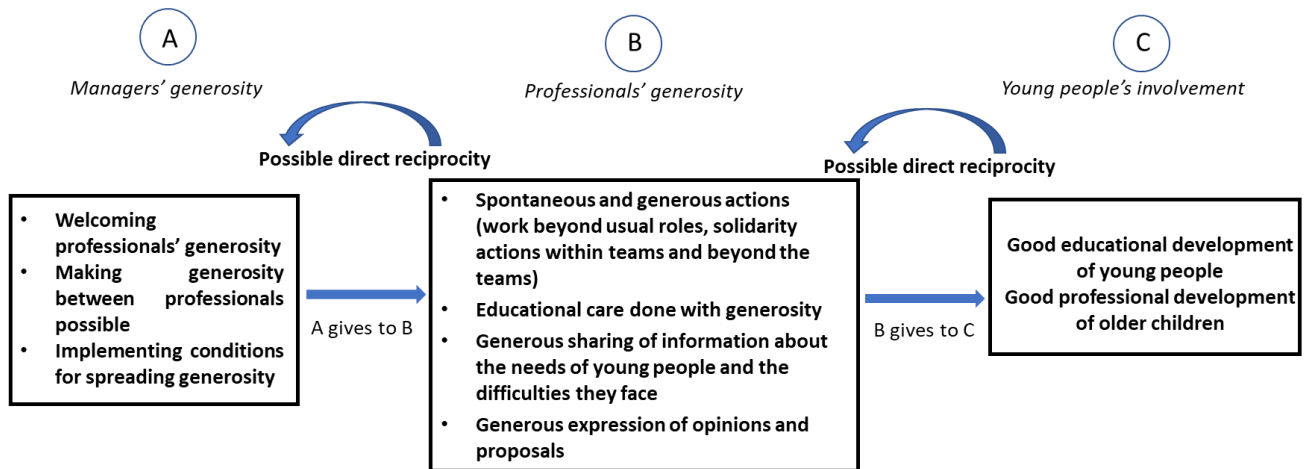 A
Managers' generosity
B
Professionals' generosity
C
Young people's involvement
Possible direct reciprocity
Possible direct reciprocity
• Welcoming
professionals' generosity
• Making generosity
between professionals
possible
• Implementing conditions
for spreading generosity
A gives to B
• Spontaneous and generous actions
(work beyond usual roles, solidarity
actions within teams and beyond the
teams)
• Educational care done with generosity
• Generous sharing of information about
the needs of young people and the
difficulties they face
• Generous expression of opinions and
proposals
B gives to C
Good educational development
of young people
Good professional development
of older children